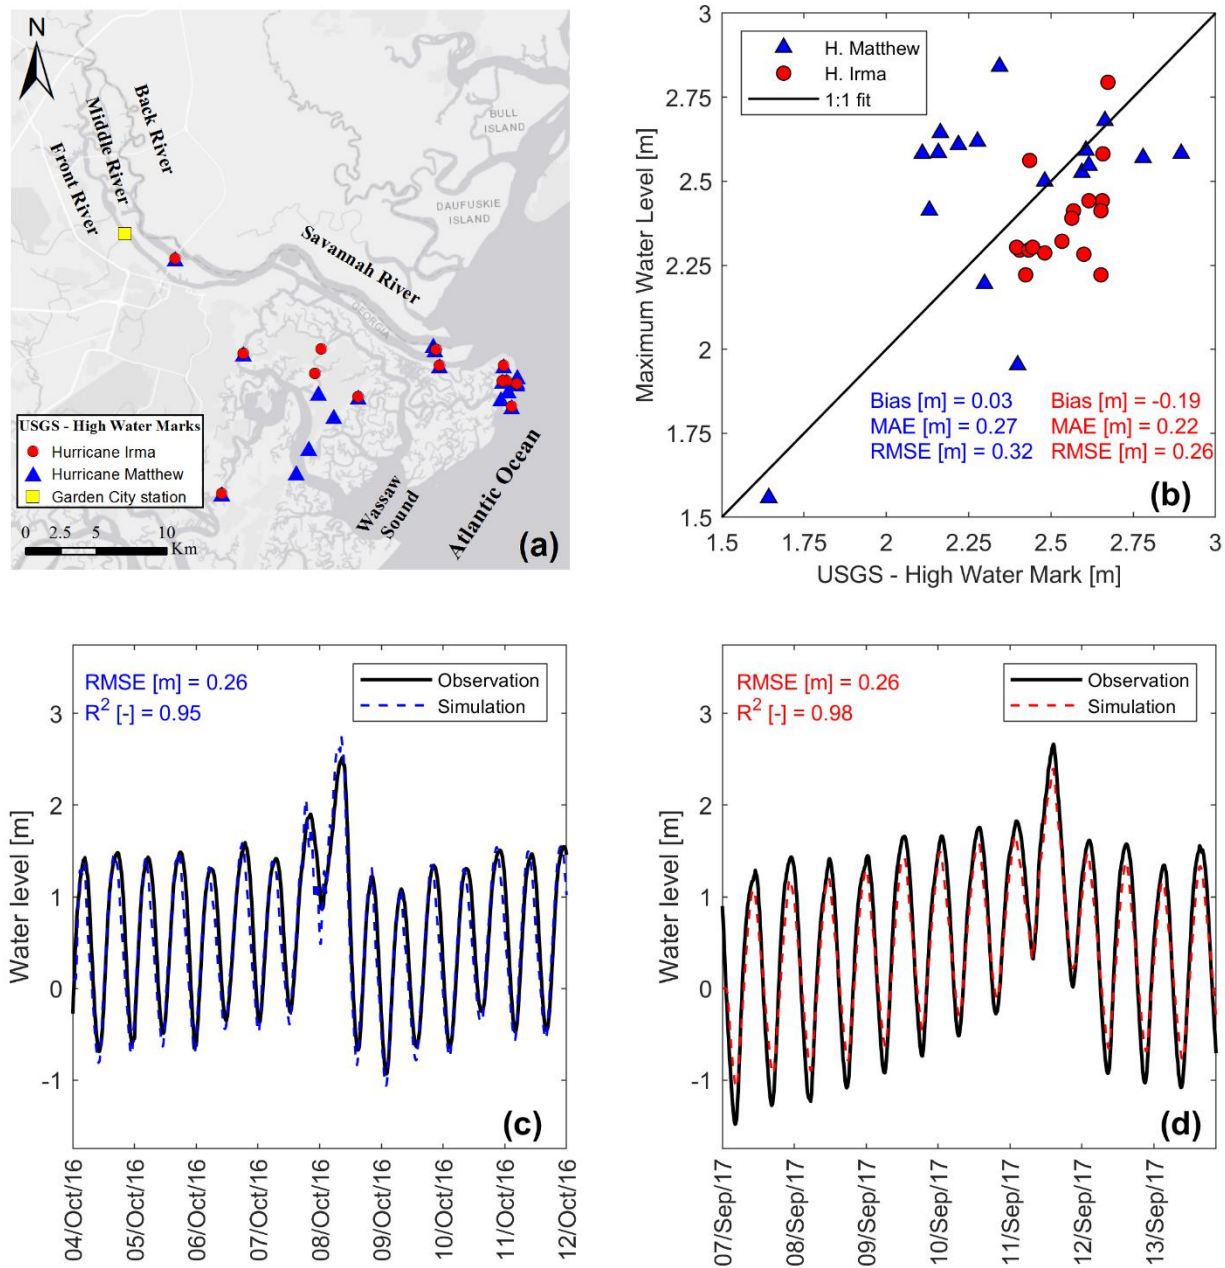 N
Back River
Middle River
Front River
BULL
ISLAND
DAUFUSKIE
ISLAND
Savannah River
GEORGIA
USGS - High Water Marks
Hurricane Irma
Hurricane Matthew
Garden City station
0 2.5 5 10
Km
Wassaw
Sound
Atlantic Ocean
(a)
3
2.75
2.5
2.25
2
1.75
1.5
Maximum Water Level [m]
H. Matthew
H. Irma
1:1 fit
Bias [m] = 0.03
MAE [m] = 0.27
RMSE [m] = 0.32
Bias [m] = -0.19
MAE [m] = 0.22
RMSE [m] = 0.26
(b)
1.5 1.75 2 2.25 2.5 2.75 3
USGS - High Water Mark [m]
RMSE [m] = 0.26
R² [-] = 0.95
Observation
Simulation
3
2
1
0
-1
Water level [m]
(c)
04/Oct/16
05/Oct/16
06/Oct/16
07/Oct/16
08/Oct/16
09/Oct/16
10/Oct/16
11/Oct/16
12/Oct/16
RMSE [m] = 0.26
R² [-] = 0.98
Observation
Simulation
3
2
1
0
-1
Water level [m]
(d)
07/Sep/17
08/Sep/17
09/Sep/17
10/Sep/17
11/Sep/17
12/Sep/17
13/Sep/17